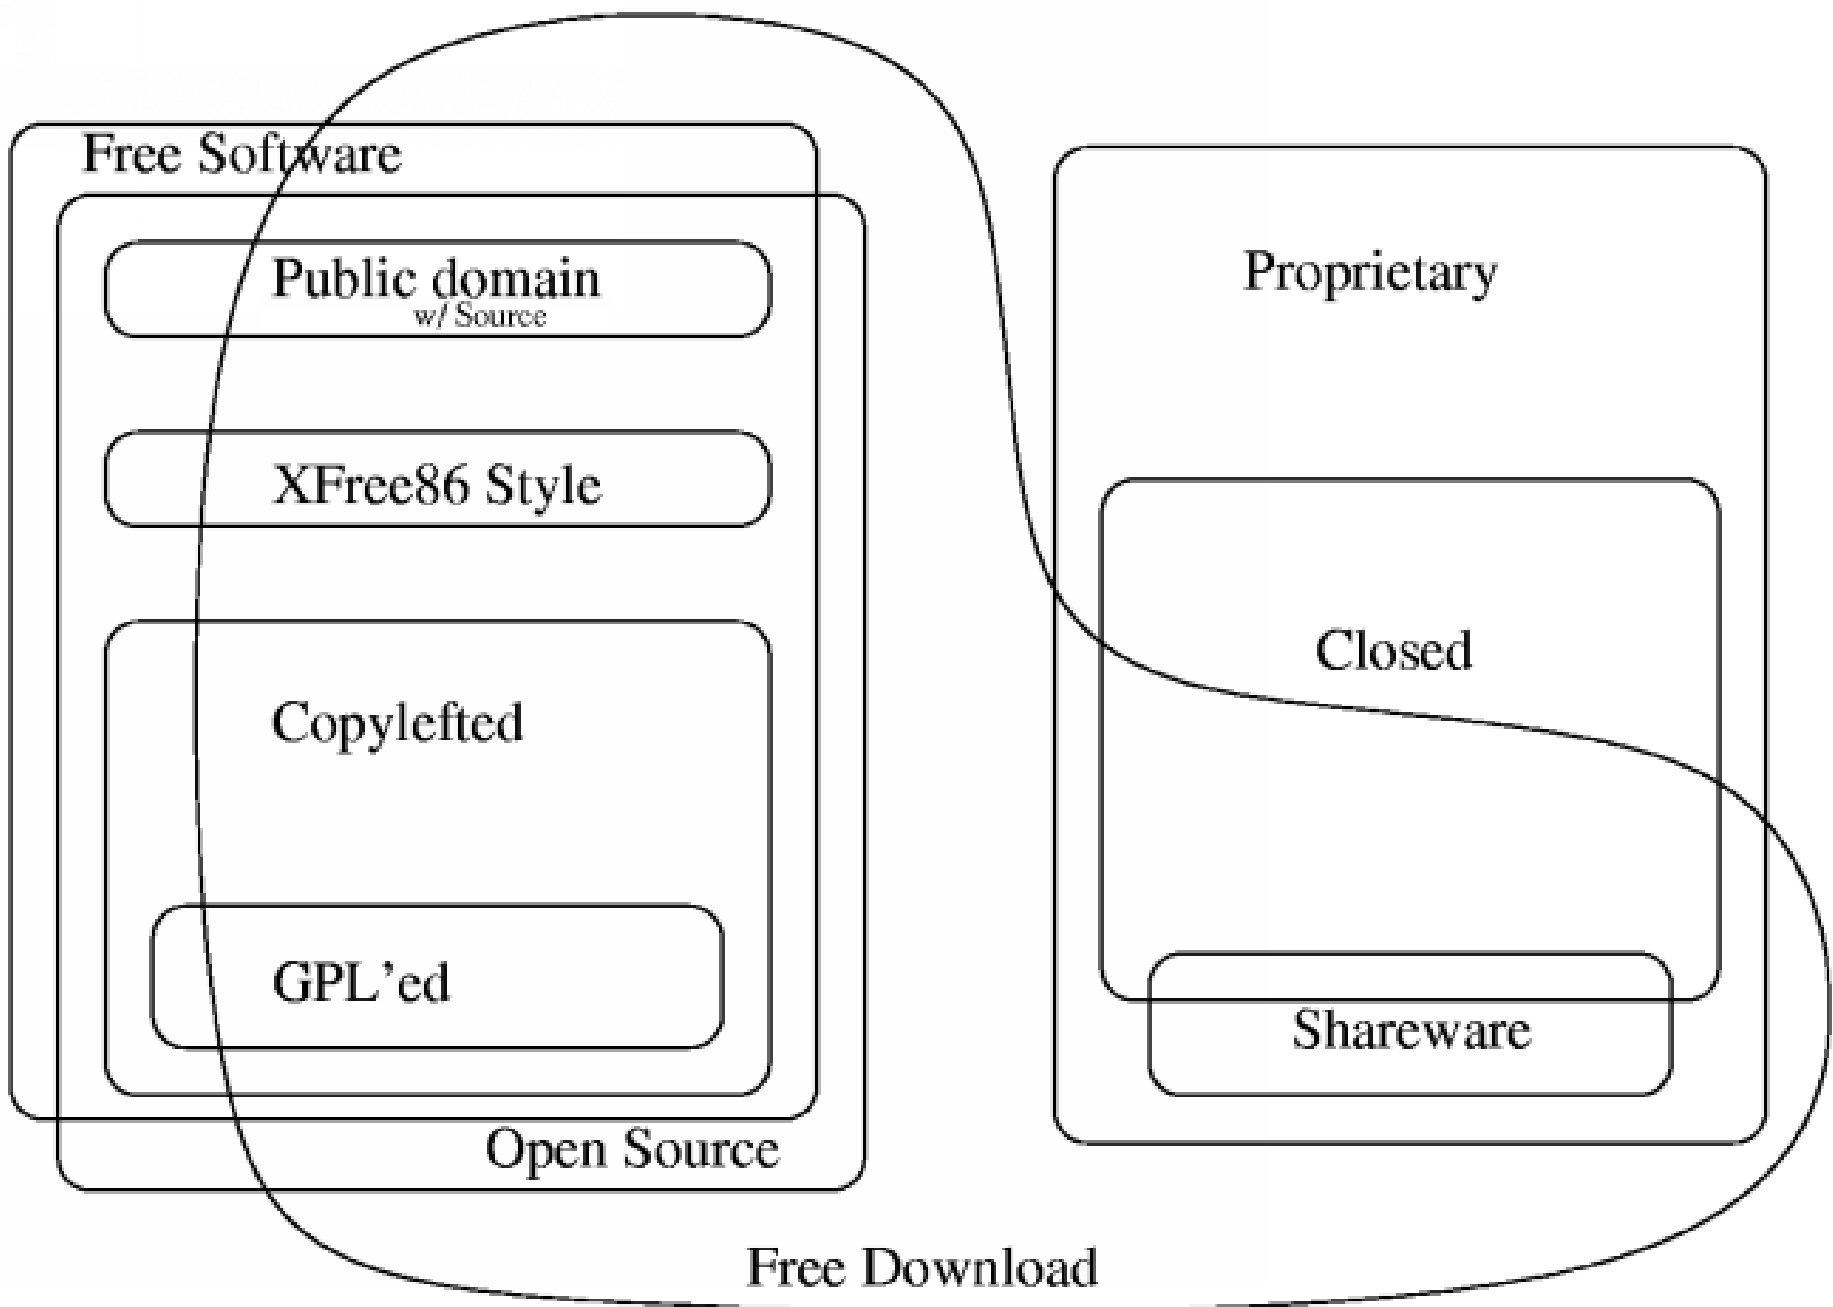 Free Software
Public domain
w/ Source
XFree86 Style
Copylefted
GPL'ed
Open Source
Proprietary
Closed
Shareware
Free Download